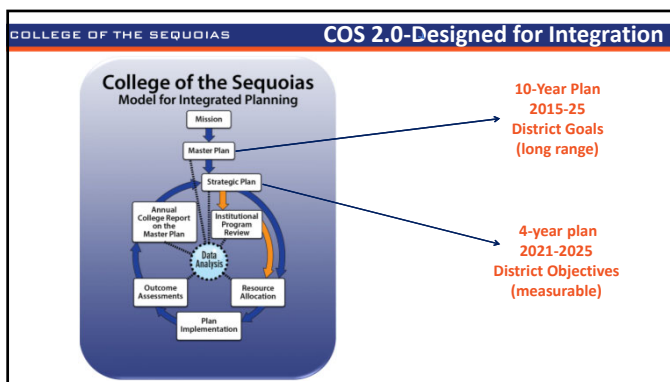 COLLEGE OF THE SEQUOIAS
COS 2.0-Designed for Integration
College of the Sequoias
Model for Integrated Planning
Mission
Master Plan
Strategic Plan
Annual
College Report
on the
Master Plan
Institutional
Program
Review
Data
Analysis
Outcome
Assessments
Resource
Allocation
Plan
Implementation
10-Year Plan
2015-25
District Goals
(long range)
4-year plan
2021-2025
District Objectives
(measurable)